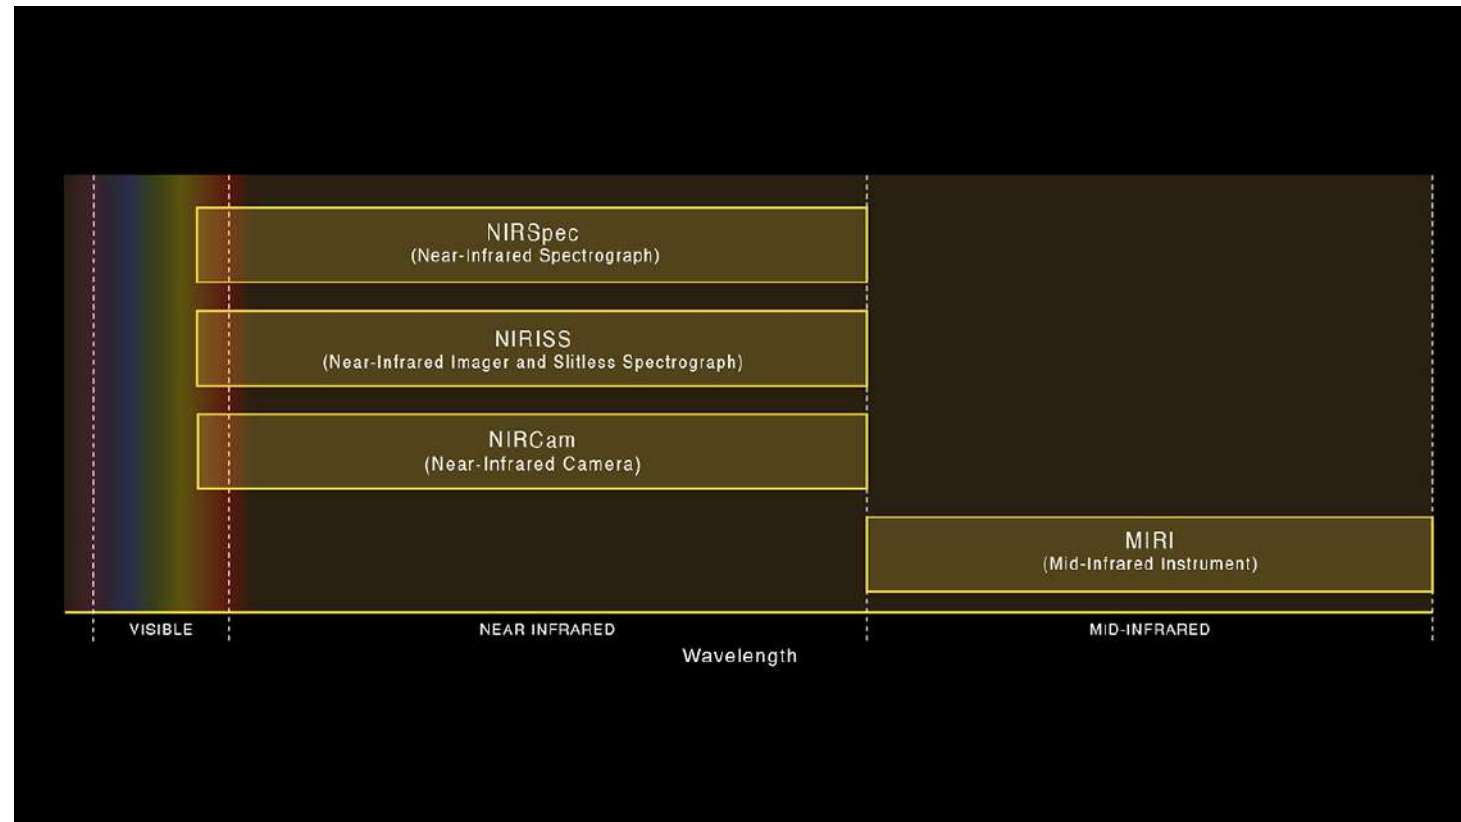 NIRSpec
(Near-Infrared Spectrograph)
NIRISS
(Near-Infrared Imager and Slitless Spectrograph)
NIRCam
(Near-Infrared Camera)
MIRI
(Mid-Infrared Instrument)
VISIBLE
NEAR INFRARED
MID-INFRARED
Wavelength